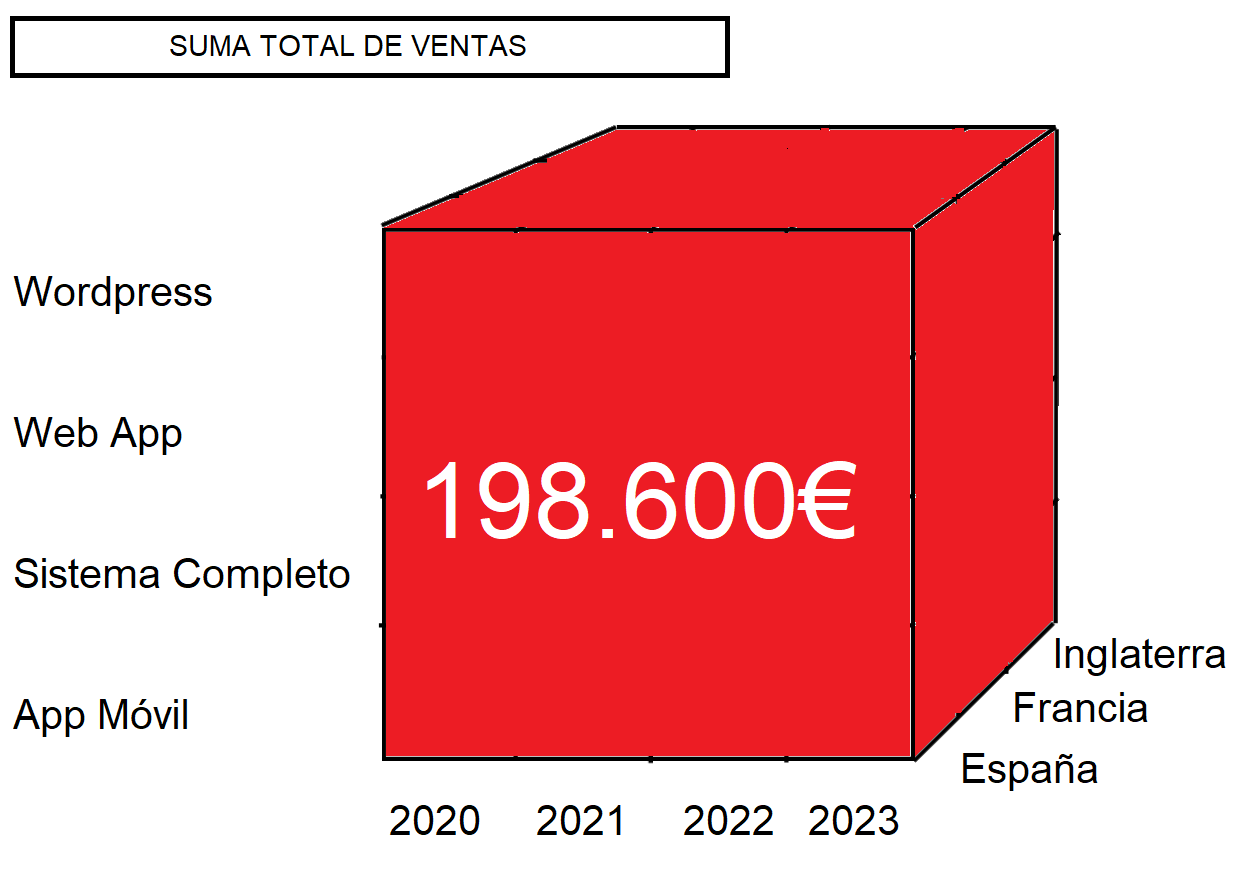 SUMA TOTAL DE VENTAS
Wordpress
Web App
198.600€
Sistema Completo
App Móvil
Inglaterra
Francia
España
2020 2021 2022 2023